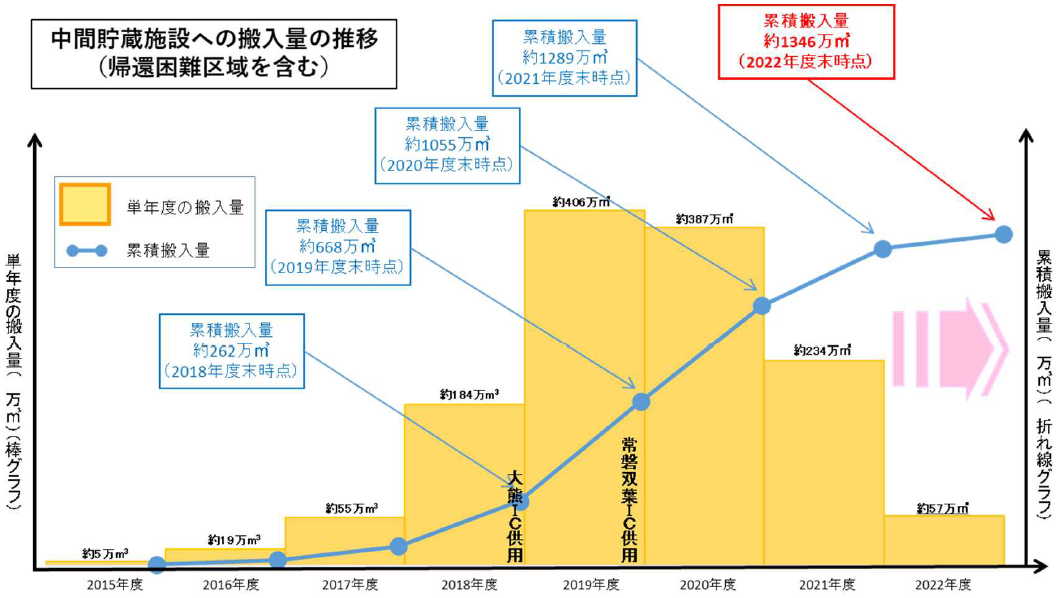 中間貯蔵施設への搬入量の推移
（帰還困難区域を含む）
累積搬入量
約1289万㎥
（2021年度末時点）
累積搬入量
約1346万㎥
（2022年度末時点）
累積搬入量
約1055万㎥
（2020年度末時点）
単年度の搬入量
累積搬入量
累積搬入量
約668万㎥
（2019年度末時点）
累積搬入量
約262万㎥
（2018年度末時点）
単年度の搬入量（　万㎥）（棒グラフ）
累積搬入量（　万㎥）（　折れ線グラフ）
約5万m³
約19万m³
約55万m³
約184万m³
約406万㎥
約387万㎥
約234万㎥
約57万㎥
大熊IC供用
常磐双葉IC供用
2015年度
2016年度
2017年度
2018年度
2019年度
2020年度
2021年度
2022年度